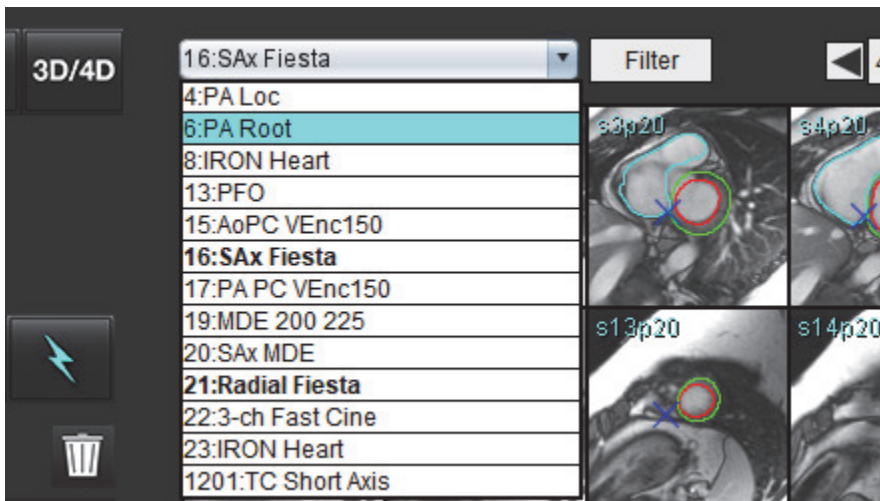 3D/4D
16:SAx Fiesta
Filter
4:PA Loc
6:PA Root
8:IRON Heart
13:PFO
15:AoPC VEnc150
16:SAx Fiesta
17:PA PC VEnc150
19:MDE 200 225
20:SAx MDE
21:Radial Fiesta
22:3-ch Fast Cine
23:IRON Heart
1201:TC Short Axis
s3p20
s4p20
s13p20
s14p20